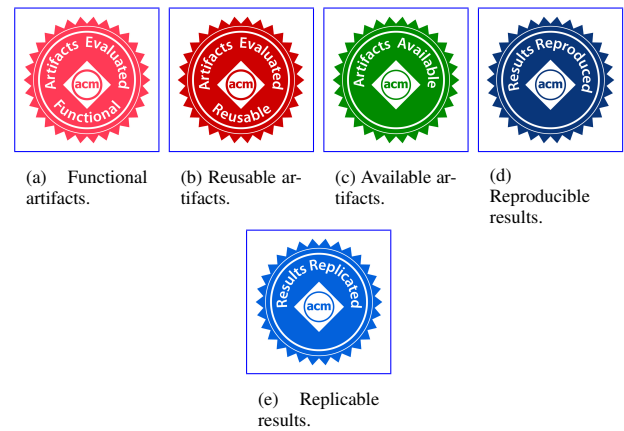 Artifacts Evaluated
acm
Functional
Artifacts Evaluated
acm
Reusable
Artifacts Available
acm
Results Reproduced
acm
(a) Functional
artifacts.
(b) Reusable ar-
tifacts.
(c) Available ar-
tifacts.
(d)
Reproducible
results.
Results Replicated
acm
(e) Replicable
results.